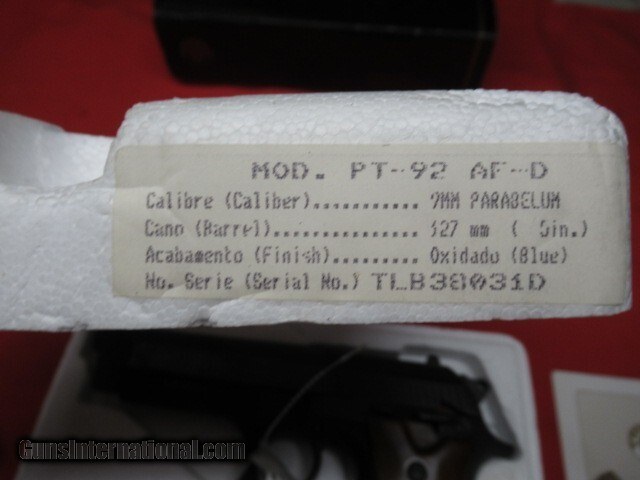 MOD. PT-92 AF-D
Calibre (Caliber)........... 9MM PARABELUM
Cano (Barrel)............... 127 mm ( 5in.)
Acabamento (Finish)......... Oxidado (Blue)
No. Serie (Serial No.) TLB38031D
GunsInternational.com